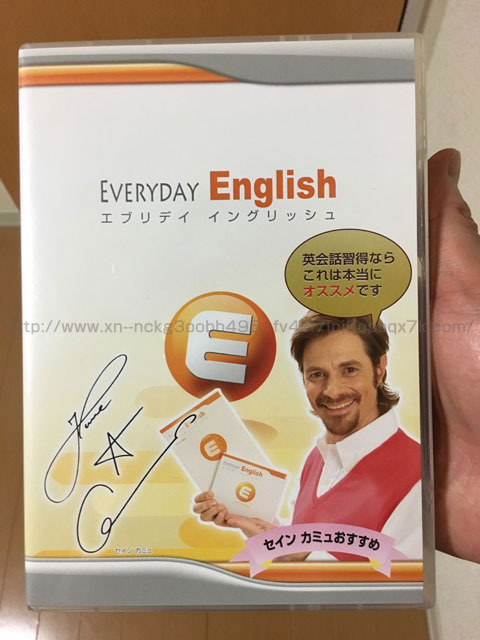 EVERYDAY English
エブリデイ イングリッシュ
英会話習得なら
これは本当に
オススメです
E
EVERYDAY English
E
セイン カミュ
セイン カミュおすすめ